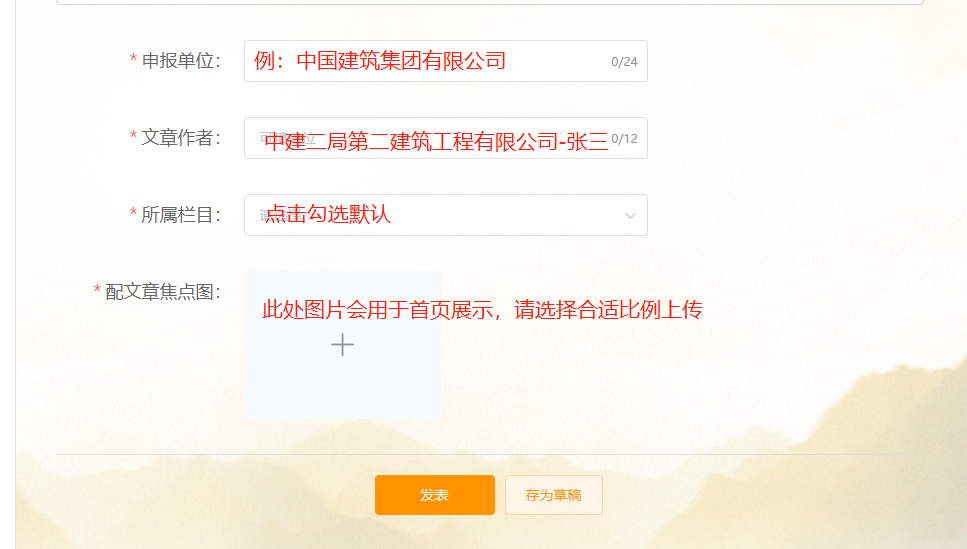 * 申报单位： 例：中国建筑集团有限公司 0/24
* 文章作者： 中建二局第二建筑工程有限公司-张三 0/12
* 所属栏目： 点击勾选默认
* 配文章焦点图：
此处图片会用于首页展示，请选择合适比例上传
发表 存为草稿